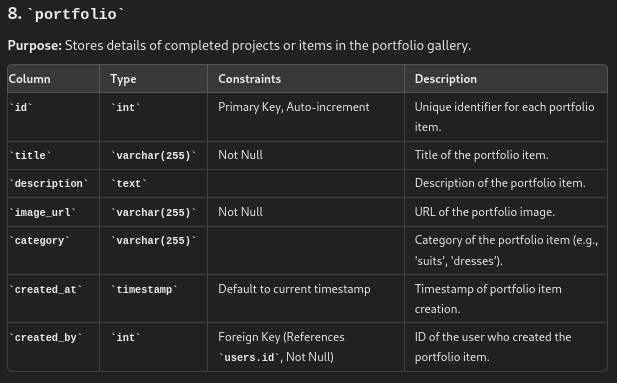 8. `portfolio`
Purpose: Stores details of completed projects or items in the portfolio gallery.
Column Type Constraints Description
`id` `int` Primary Key, Auto-increment Unique identifier for each portfolio
item.
`title` `varchar(255)` Not Null Title of the portfolio item.
`description` `text` Description of the portfolio item.
`image_url` `varchar(255)` Not Null URL of the portfolio image.
`category` `varchar(255)` Category of the portfolio item (e.g.,
'suits', 'dresses').
`created_at` `timestamp` Default to current timestamp Timestamp of portfolio item
creation.
`created_by` `int` Foreign Key (References ID of the user who created the
`users.id`, Not Null) portfolio item.